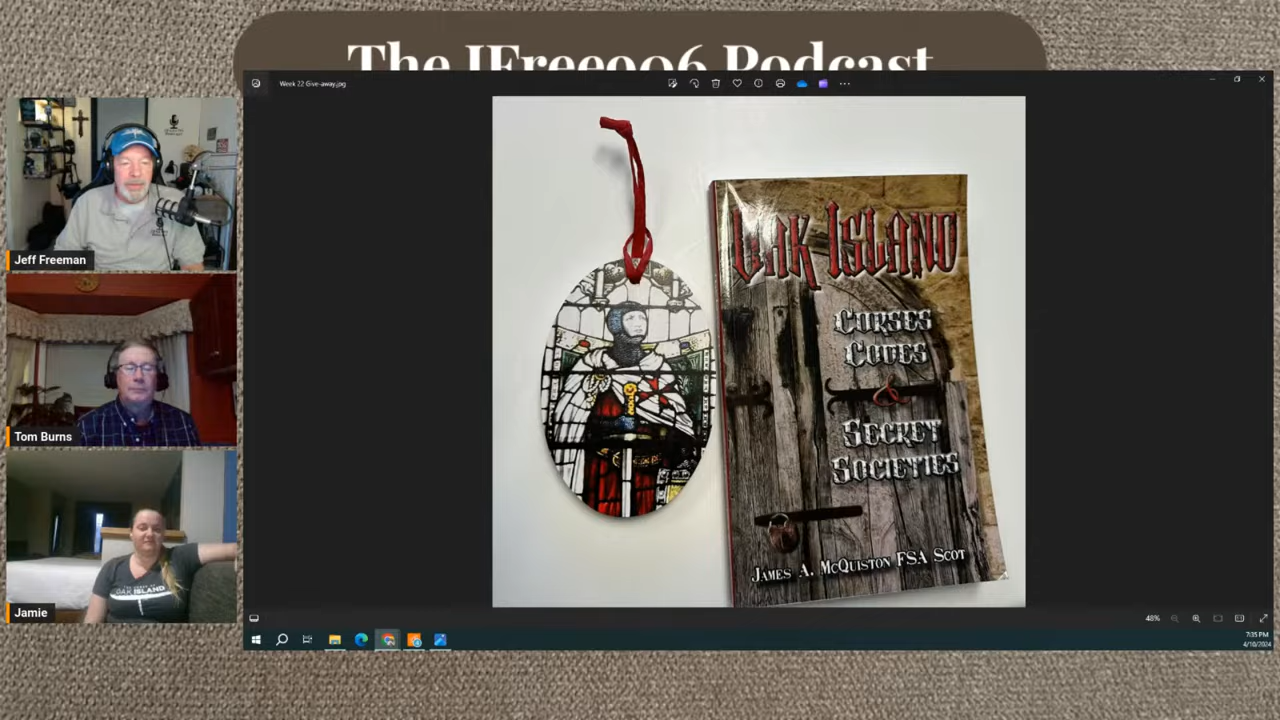 The JFree906 Podcast
Week 22 Give-away.jpg
Jeff Freeman
Tom Burns
Jamie
OAK ISLAND
OAK ISLAND
CURSES
CODES
&
SECRET
SOCIETIES
JAMES A. MCQUISTON FSA SCOT
48%
7:35 PM
4/10/2024